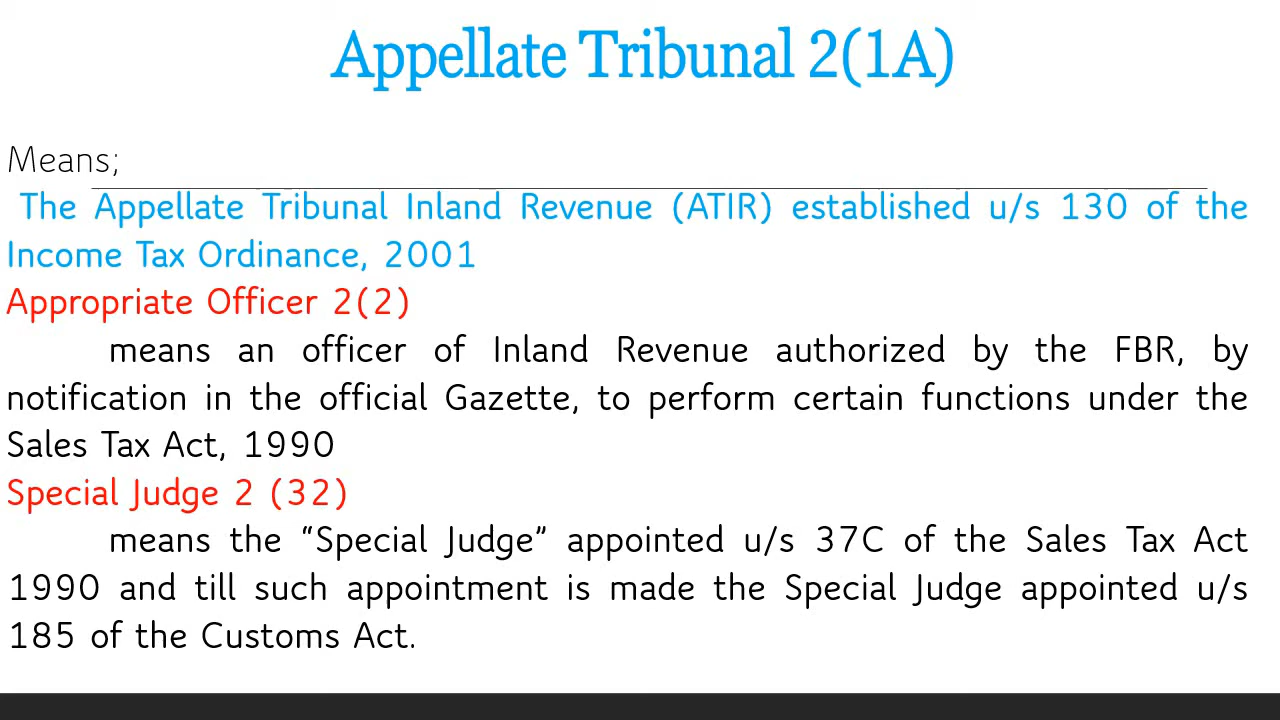 Appellate Tribunal 2(1A)
Means;
The Appellate Tribunal Inland Revenue (ATIR) established u/s 130 of the
Income Tax Ordinance, 2001
Appropriate Officer 2(2)
means an officer of Inland Revenue authorized by the FBR, by
notification in the official Gazette, to perform certain functions under the
Sales Tax Act, 1990
Special Judge 2 (32)
means the “Special Judge” appointed u/s 37C of the Sales Tax Act
1990 and till such appointment is made the Special Judge appointed u/s
185 of the Customs Act.